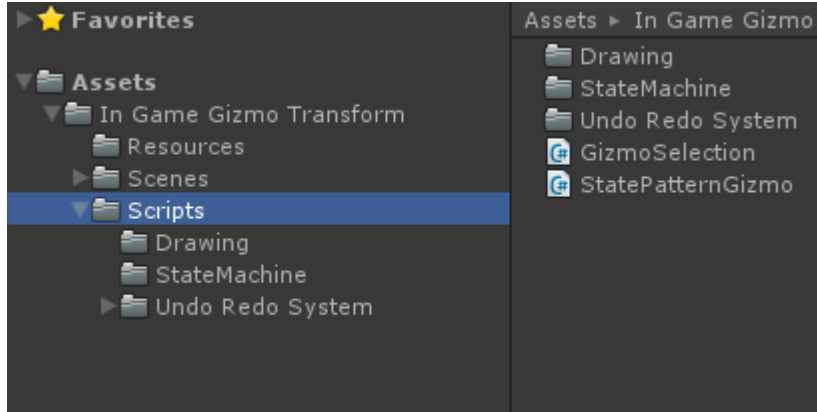 Favorites
Assets
In Game Gizmo Transform
Resources
Scenes
Scripts
Drawing
StateMachine
Undo Redo System
Assets ▸ In Game Gizmo
Drawing
StateMachine
Undo Redo System
GizmoSelection
StatePatternGizmo